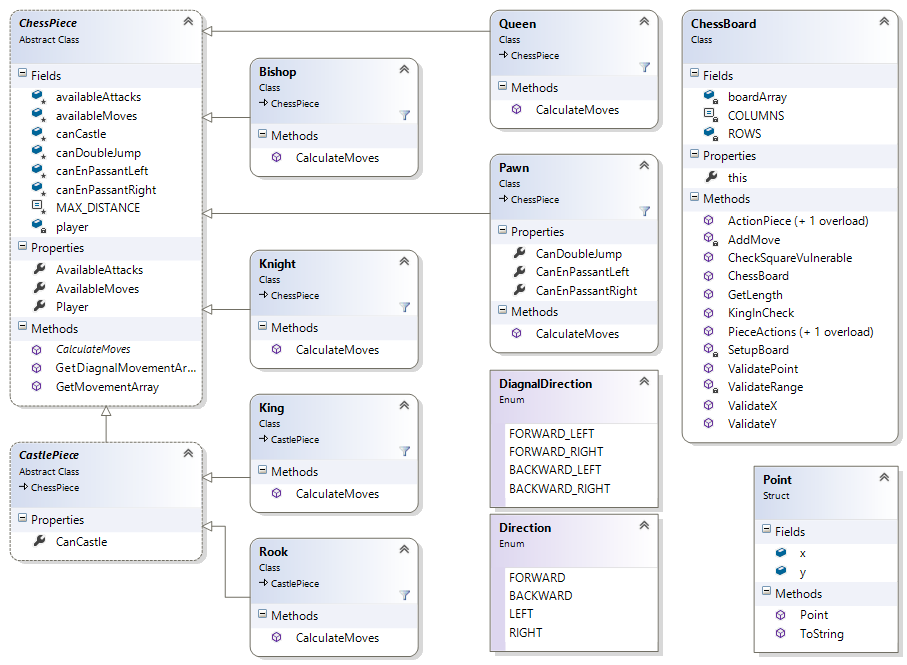 ChessPiece
Abstract Class
Fields
availableAttacks
availableMoves
canCastle
canDoubleJump
canEnPassantLeft
canEnPassantRight
MAX_DISTANCE
player
Properties
AvailableAttacks
AvailableMoves
Player
Methods
CalculateMoves
GetDiagnalMovementAr...
GetMovementArray
CastlePiece
Abstract Class
ChessPiece
Properties
CanCastle
Bishop
Class
ChessPiece
Methods
CalculateMoves
Knight
Class
ChessPiece
Methods
CalculateMoves
King
Class
CastlePiece
Methods
CalculateMoves
Rook
Class
CastlePiece
Methods
CalculateMoves
Queen
Class
ChessPiece
Methods
CalculateMoves
Pawn
Class
ChessPiece
Properties
CanDoubleJump
CanEnPassantLeft
CanEnPassantRight
Methods
CalculateMoves
DiagnalDirection
Enum
FORWARD_LEFT
FORWARD_RIGHT
BACKWARD_LEFT
BACKWARD_RIGHT
Direction
Enum
FORWARD
BACKWARD
LEFT
RIGHT
ChessBoard
Class
Fields
boardArray
COLUMNS
ROWS
Properties
this
Methods
ActionPiece (+ 1 overload)
AddMove
CheckSquareVulnerable
ChessBoard
GetLength
KingInCheck
PieceActions (+ 1 overload)
SetupBoard
ValidatePoint
ValidateRange
ValidateX
ValidateY
Point
Struct
Fields
x
y
Methods
Point
ToString